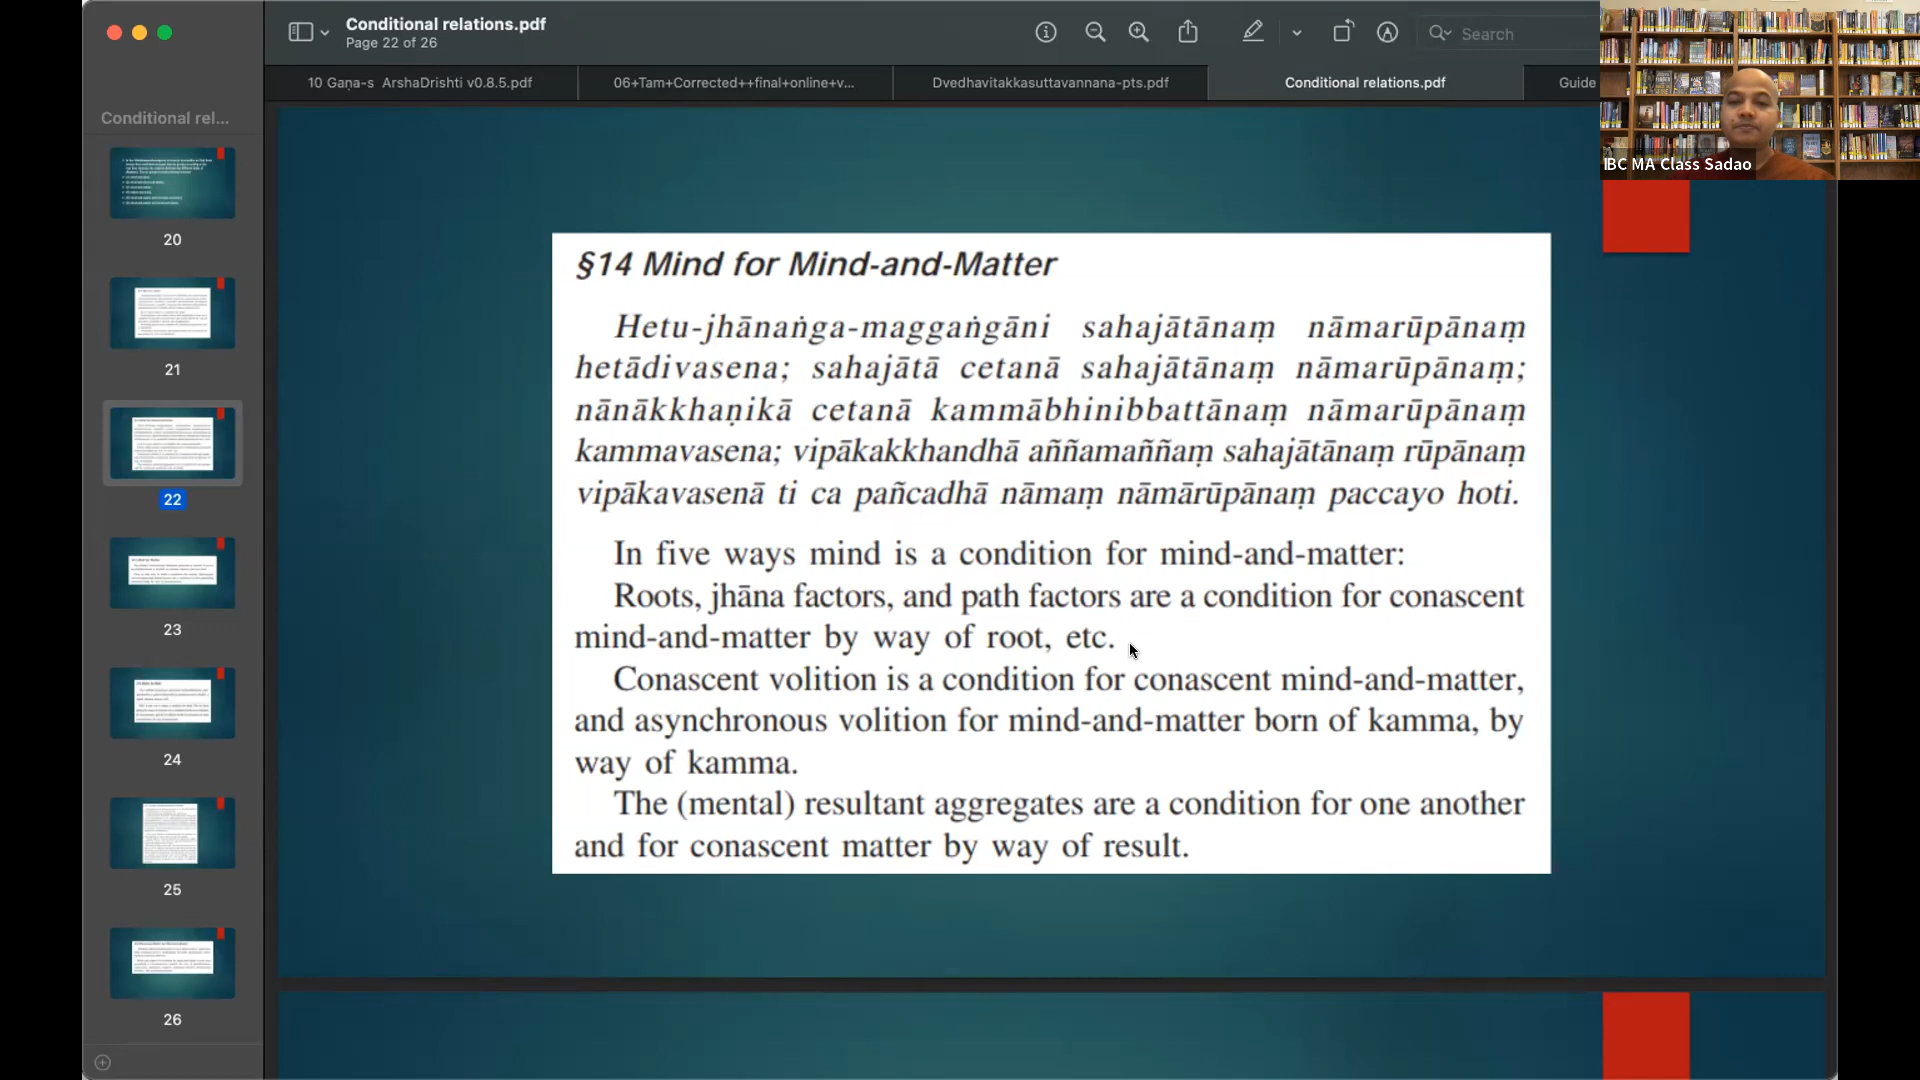 Conditional relations.pdf
Page 22 of 26
Search
10 Gaṇa-s ArshaDrishti v0.8.5.pdf
06+Tam+Corrected++final+online+v...
Dvedhavitakkasuttavannana-pts.pdf
Conditional relations.pdf
Guide
IBC MA Class Sadao
Conditional rel...
20
21
22
23
24
25
26
§14 Mind for Mind-and-Matter
Hetu-jhānaṅga-maggaṅgāni sahajātānaṃ nāmarūpānaṃ
hetādivasena; sahajātā cetanā sahajātānaṃ nāmarūpānaṃ;
nānākkhaṇikā cetanā kammābhinibbattānaṃ nāmarūpānaṃ
kammavasena; vipākakkhandhā aññamaññaṃ sahajātānaṃ rūpānaṃ
vipākavasenā ti ca pañcadhā nāmaṃ nāmārūpānaṃ paccayo hoti.
In five ways mind is a condition for mind-and-matter:
Roots, jhāna factors, and path factors are a condition for conascent
mind-and-matter by way of root, etc.
Conascent volition is a condition for conascent mind-and-matter,
and asynchronous volition for mind-and-matter born of kamma, by
way of kamma.
The (mental) resultant aggregates are a condition for one another
and for conascent matter by way of result.